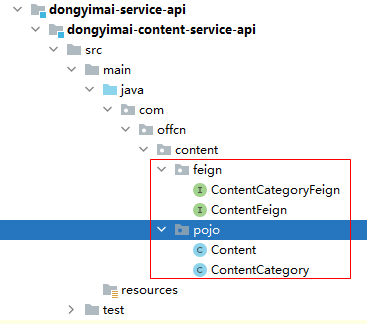 dongyimai-service-api
dongyimai-content-service-api
src
main
java
com
offcn
content
feign
I ContentCategoryFeign
I ContentFeign
pojo
C Content
C ContentCategory
resources
test